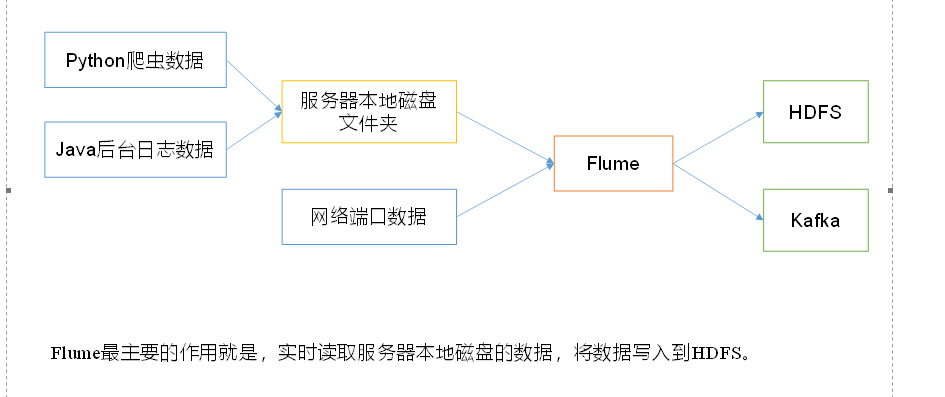 Python爬虫数据
Java后台日志数据
服务器本地磁盘
文件夹
网络端口数据
Flume
HDFS
Kafka
Flume最主要的作用就是，实时读取服务器本地磁盘的数据，将数据写入到HDFS。